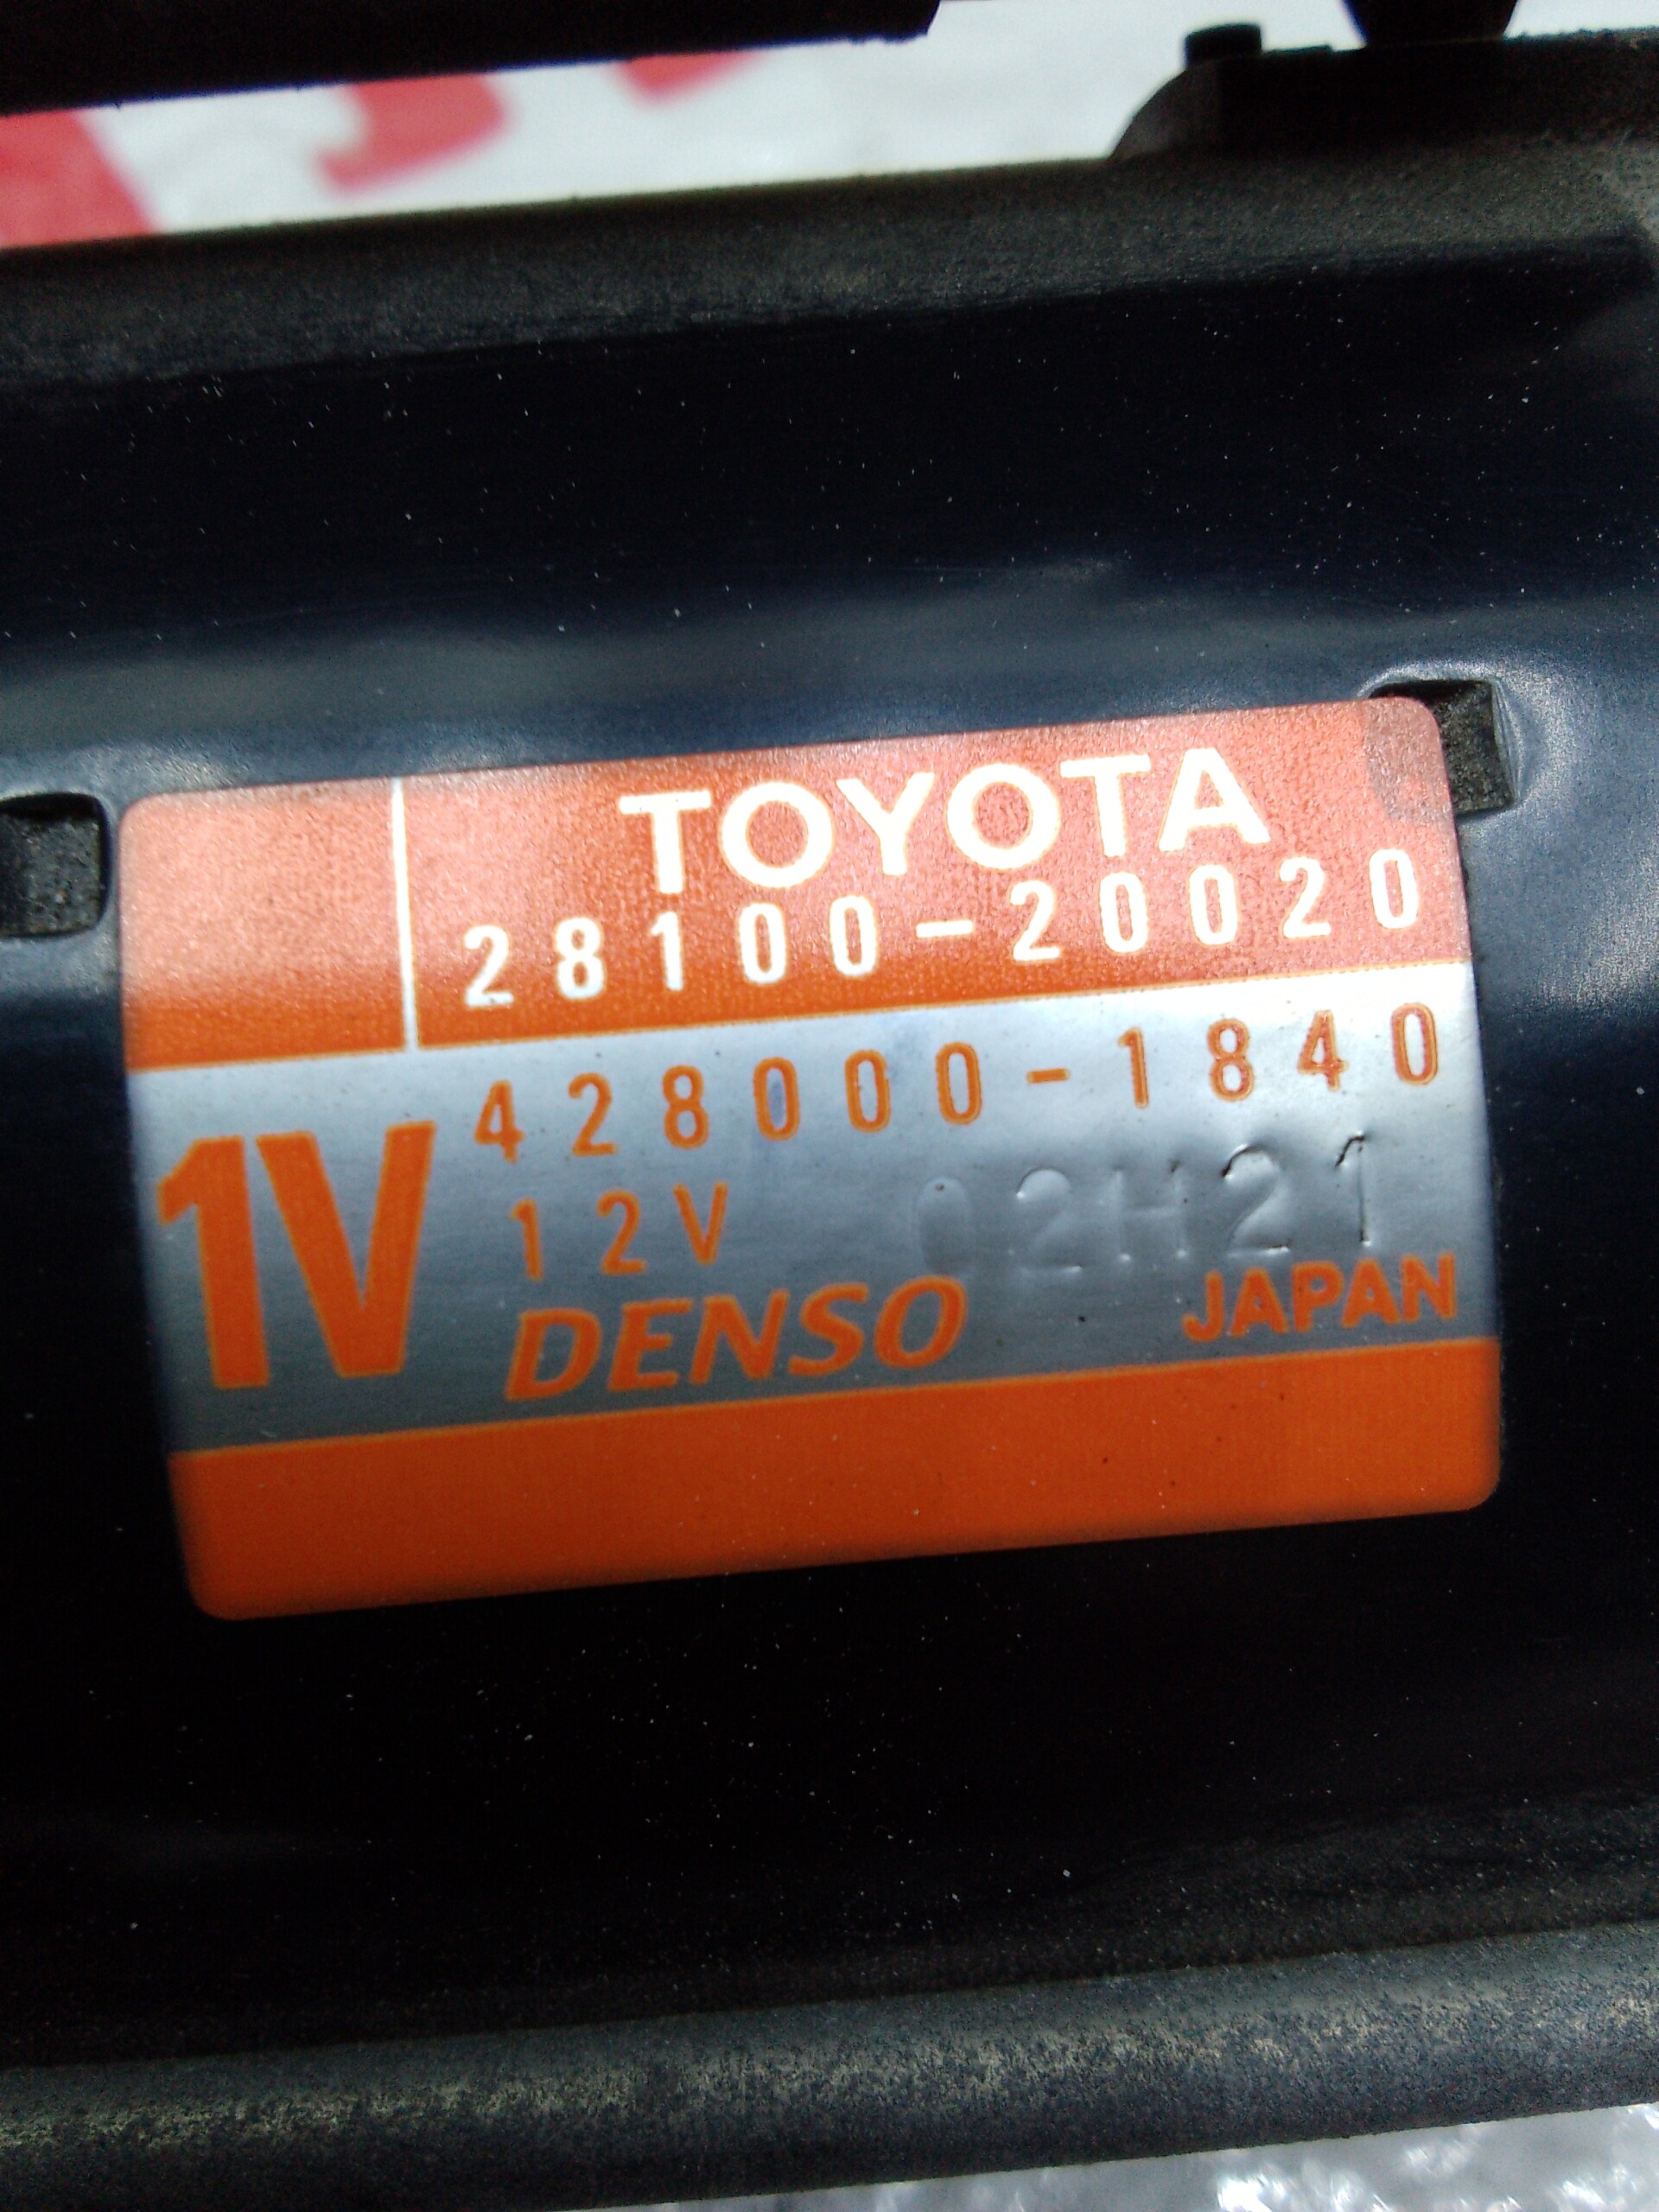 TOYOTA
28100-20020
428000-1840
1V
12V 02H21
DENSO JAPAN